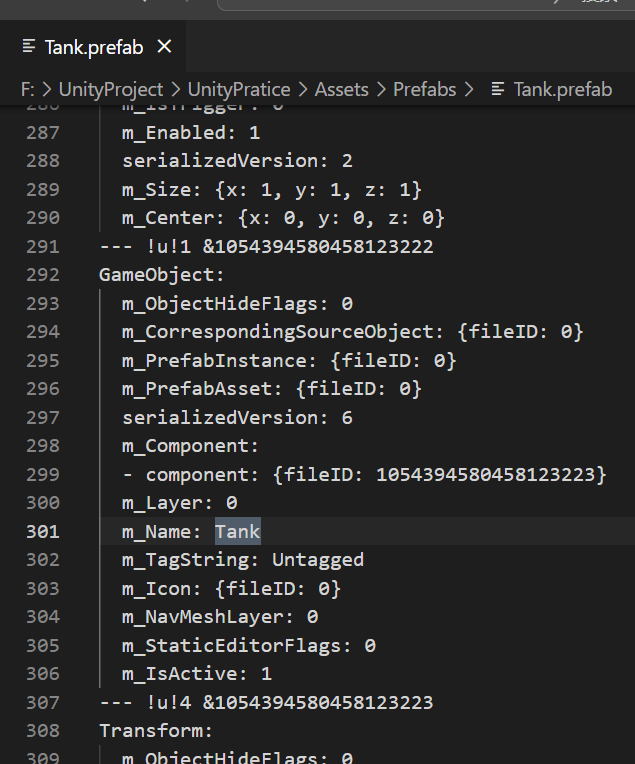 Tank.prefab
F: > UnityProject > UnityPratice > Assets > Prefabs > Tank.prefab
286 m_IsTrigger: 0
287 m_Enabled: 1
288 serializedVersion: 2
289 m_Size: {x: 1, y: 1, z: 1}
290 m_Center: {x: 0, y: 0, z: 0}
291 --- !u!1 &1054394580458123222
292 GameObject:
293 m_ObjectHideFlags: 0
294 m_CorrespondingSourceObject: {fileID: 0}
295 m_PrefabInstance: {fileID: 0}
296 m_PrefabAsset: {fileID: 0}
297 serializedVersion: 6
298 m_Component:
299 - component: {fileID: 1054394580458123223}
300 m_Layer: 0
301 m_Name: Tank
302 m_TagString: Untagged
303 m_Icon: {fileID: 0}
304 m_NavMeshLayer: 0
305 m_StaticEditorFlags: 0
306 m_IsActive: 1
307 --- !u!4 &1054394580458123223
308 Transform:
309 m_ObjectHideFlags: 0